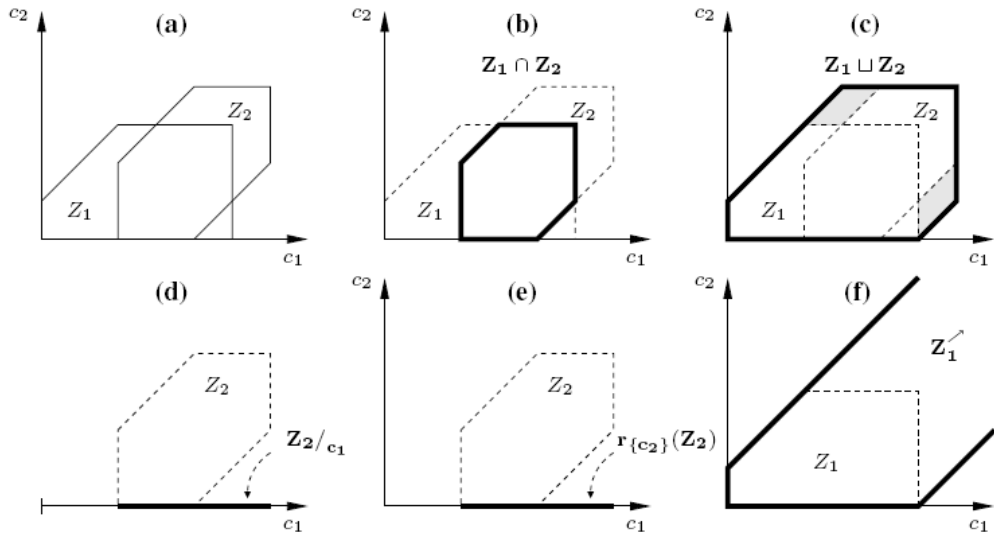 (a) (b) (c)
c₂ c₂ c₂
Z₁ ∩ Z₂ Z₁ ⊔ Z₂
Z₂ Z₂ Z₂
Z₁ Z₁ Z₁
c₁ c₁ c₁
(d) (e) (f)
c₂ c₂
Z₁↗
Z₂ Z₂
Z₂/c₁ r{c₂}(Z₂) Z₁
c₁ c₁ c₁